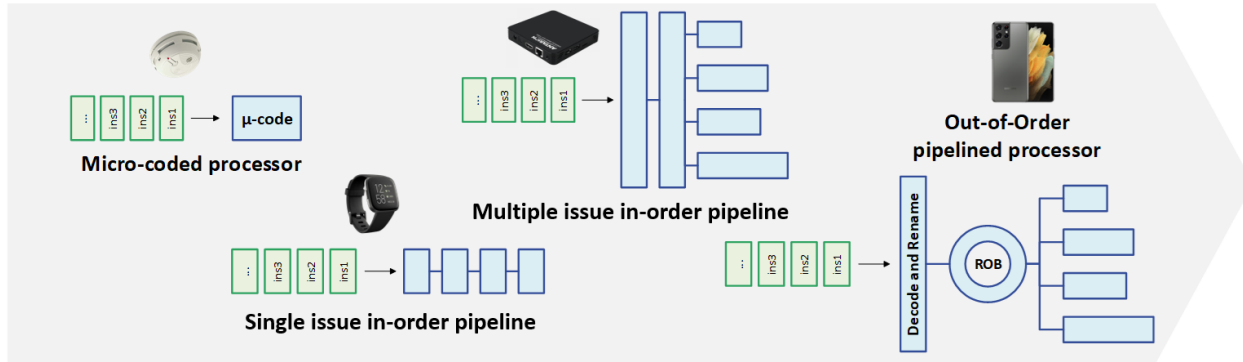 ... ins3 ins2 ins1
μ-code
Micro-coded processor
... ins3 ins2 ins1
Single issue in-order pipeline
... ins3 ins2 ins1
Multiple issue in-order pipeline
Out-of-Order
pipelined processor
... ins3 ins2 ins1
Decode and Rename
ROB